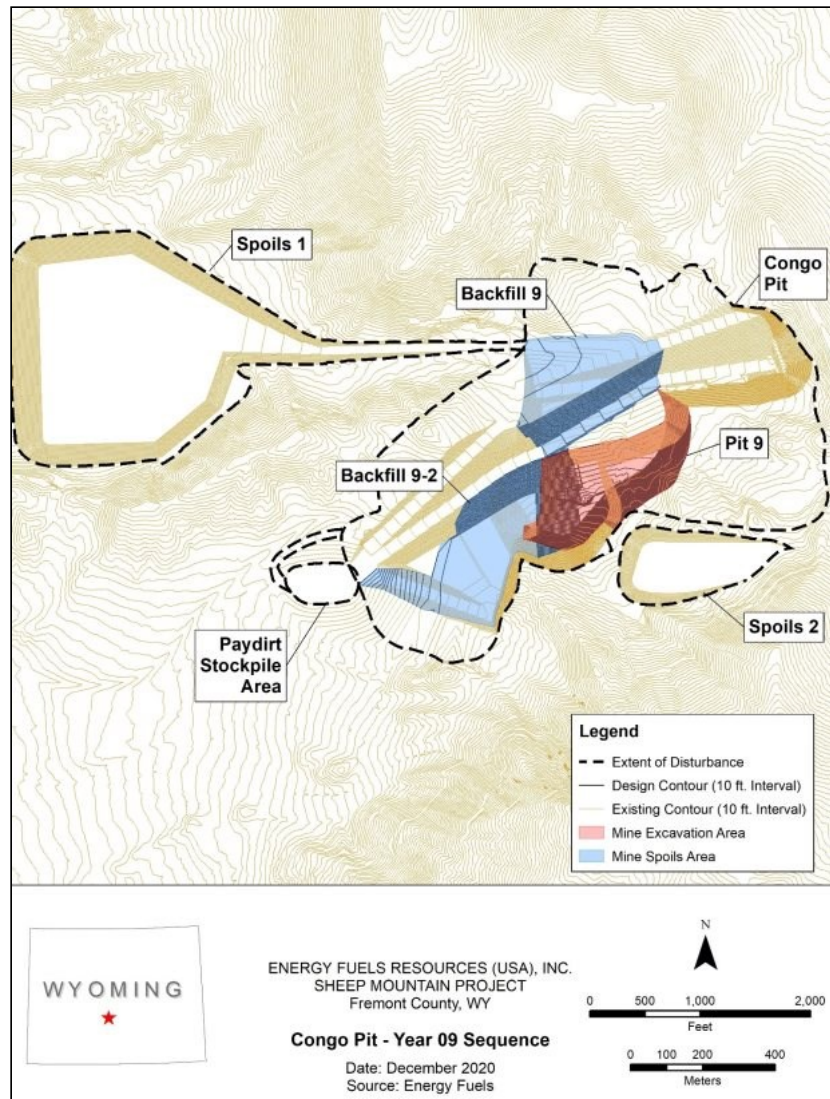 Spoils 1
Congo
Pit
Backfill 9
Pit 9
Backfill 9-2
Spoils 2
Paydirt
Stockpile
Area
Legend
Extent of Disturbance
Design Contour (10 ft. Interval)
Existing Contour (10 ft. Interval)
Mine Excavation Area
Mine Spoils Area
WYOMING
ENERGY FUELS RESOURCES (USA), INC.
SHEEP MOUNTAIN PROJECT
Fremont County, WY
Congo Pit - Year 09 Sequence
Date: December 2020
Source: Energy Fuels
N
0 500 1,000 2,000
Feet
0 100 200 400
Meters